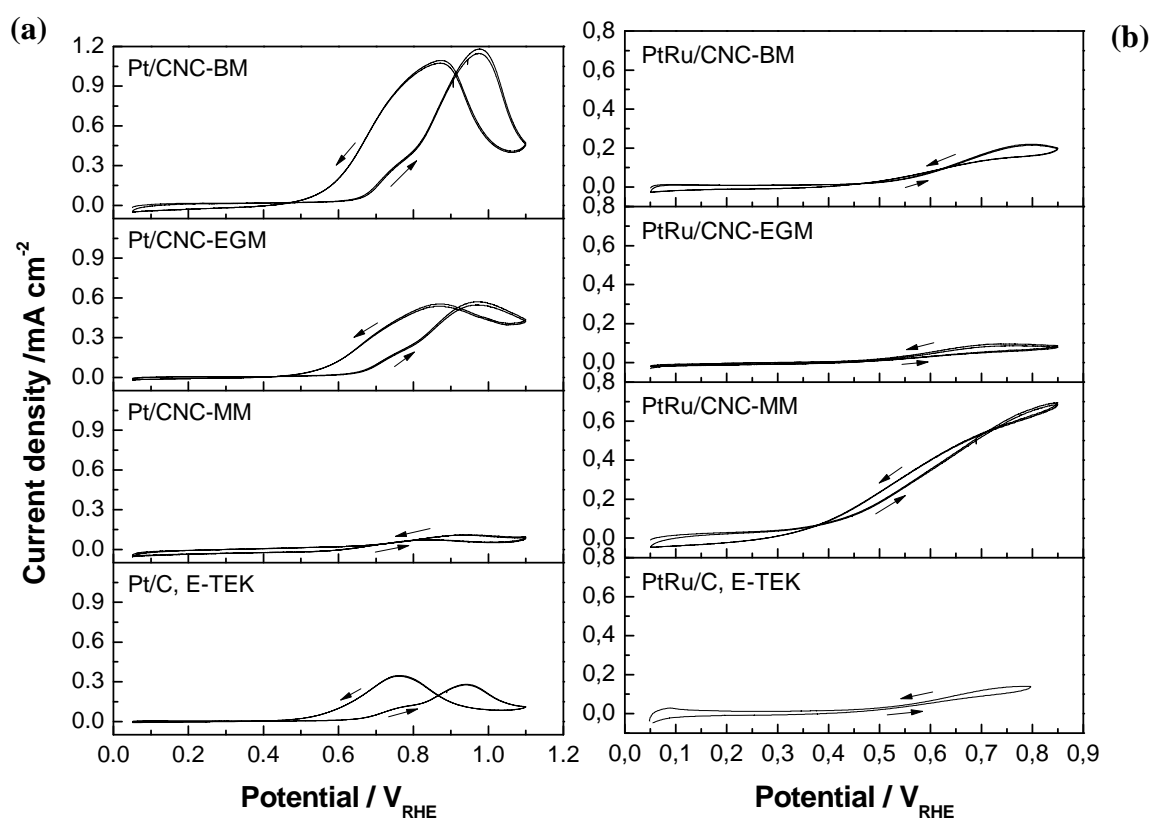 (a)
Current density /mA cm-2
1.2
Pt/CNC-BM
0.9
0.6
0.3
0.0
Pt/CNC-EGM
0.9
0.6
0.3
0.0
Pt/CNC-MM
0.9
0.6
0.3
0.0
Pt/C, E-TEK
0.9
0.6
0.3
0.0
0.0 0.2 0.4 0.6 0.8 1.0 1.2
Potential / VRHE
(b)
0,8
PtRu/CNC-BM
0,6
0,4
0,2
0,0
0,8
PtRu/CNC-EGM
0,6
0,4
0,2
0,0
0,8
PtRu/CNC-MM
0,6
0,4
0,2
0,0
0,8
PtRu/C, E-TEK
0,6
0,4
0,2
0,0
0,0 0,1 0,2 0,3 0,4 0,5 0,6 0,7 0,8 0,9
Potential / VRHE